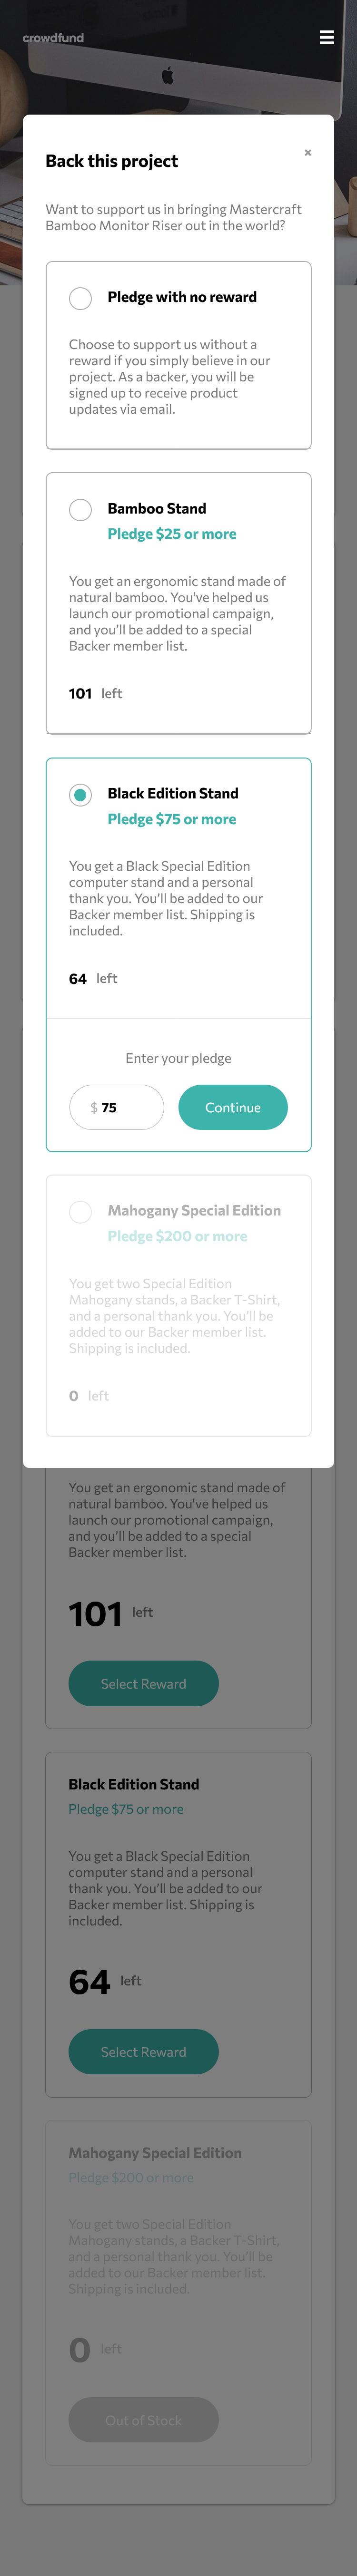 crowdfund
Back this project
Want to support us in bringing Mastercraft
Bamboo Monitor Riser out in the world?
Pledge with no reward
Choose to support us without a
reward if you simply believe in our
project. As a backer, you will be
signed up to receive product
updates via email.
Bamboo Stand
Pledge $25 or more
You get an ergonomic stand made of
natural bamboo. You've helped us
launch our promotional campaign,
and you’ll be added to a special
Backer member list.
101 left
Black Edition Stand
Pledge $75 or more
You get a Black Special Edition
computer stand and a personal
thank you. You’ll be added to our
Backer member list. Shipping is
included.
64 left
Enter your pledge
$ 75 Continue
Mahogany Special Edition
Pledge $200 or more
You get two Special Edition
Mahogany stands, a Backer T-Shirt,
and a personal thank you. You’ll be
added to our Backer member list.
Shipping is included.
0 left
You get an ergonomic stand made of
natural bamboo. You've helped us
launch our promotional campaign,
and you’ll be added to a special
Backer member list.
101 left
Select Reward
Black Edition Stand
Pledge $75 or more
You get a Black Special Edition
computer stand and a personal
thank you. You’ll be added to our
Backer member list. Shipping is
included.
64 left
Select Reward
Mahogany Special Edition
Pledge $200 or more
You get two Special Edition
Mahogany stands, a Backer T-Shirt,
and a personal thank you. You’ll be
added to our Backer member list.
Shipping is included.
0 left
Out of Stock